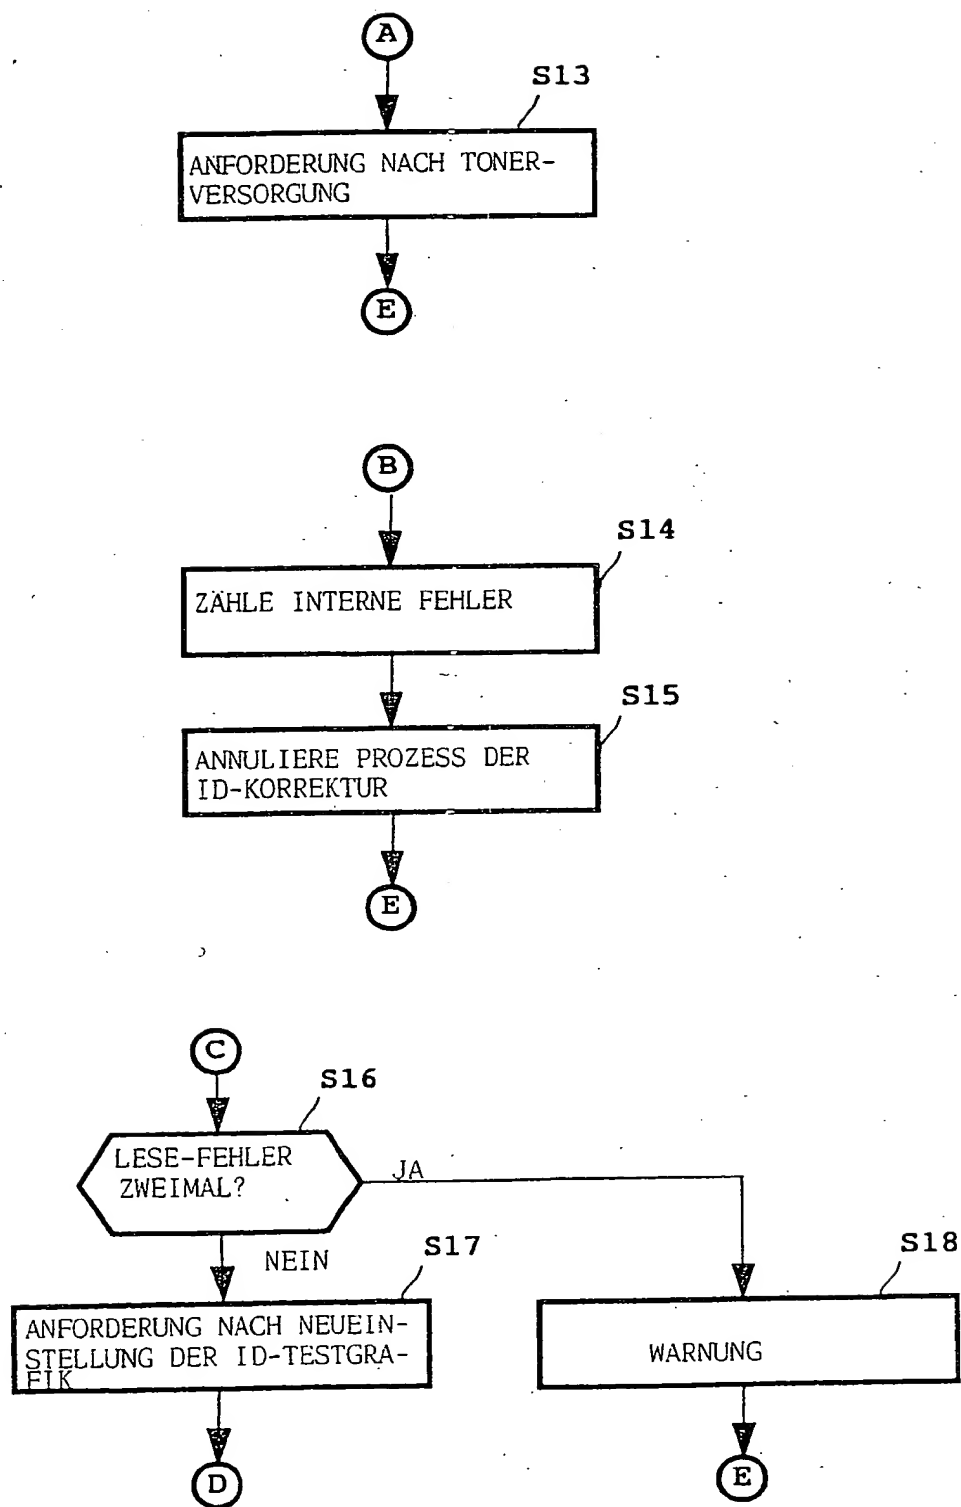 A
S13
ANFORDERUNG NACH TONER-
VERSORGUNG
E
B
S14
ZÄHLE INTERNE FEHLER
S15
ANNULIERE PROZESS DER
ID-KORREKTUR
E
C
S16
LESE-FEHLER
ZWEIMAL?
JA
NEIN
S17
S18
ANFORDERUNG NACH NEUEIN-
STELLUNG DER ID-TESTGRA-
FIK
WARNUNG
D
E